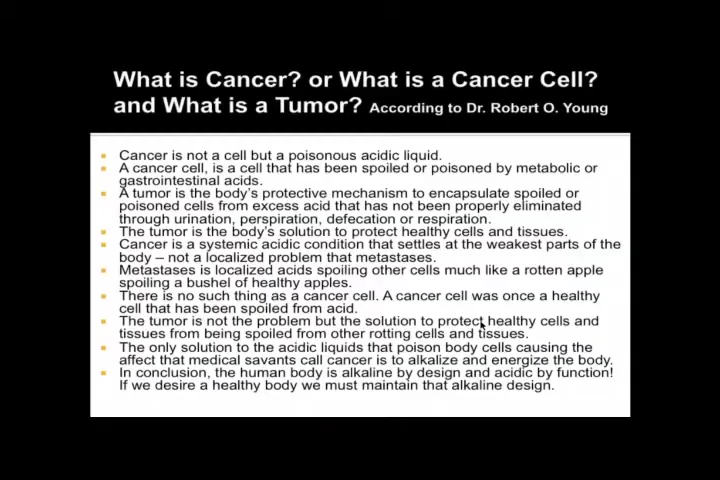 What is Cancer? or What is a Cancer Cell?
and What is a Tumor? According to Dr. Robert O. Young
Cancer is not a cell but a poisonous acidic liquid.
A cancer cell, is a cell that has been spoiled or poisoned by metabolic or
gastrointestinal acids.
A tumor is the body's protective mechanism to encapsulate spoiled or
poisoned cells from excess acid that has not been properly eliminated
through urination, perspiration, defecation or respiration.
The tumor is the body's solution to protect healthy cells and tissues.
Cancer is a systemic acidic condition that settles at the weakest parts of the
body – not a localized problem that metastases.
Metastases is localized acids spoiling other cells much like a rotten apple
spoiling a bushel of healthy apples.
There is no such thing as a cancer cell. A cancer cell was once a healthy
cell that has been spoiled from acid.
The tumor is not the problem but the solution to protect healthy cells and
tissues from being spoiled from other rotting cells and tissues.
The only solution to the acidic liquids that poison body cells causing the
affect that medical savants call cancer is to alkalize and energize the body.
In conclusion, the human body is alkaline by design and acidic by function!
If we desire a healthy body we must maintain that alkaline design.